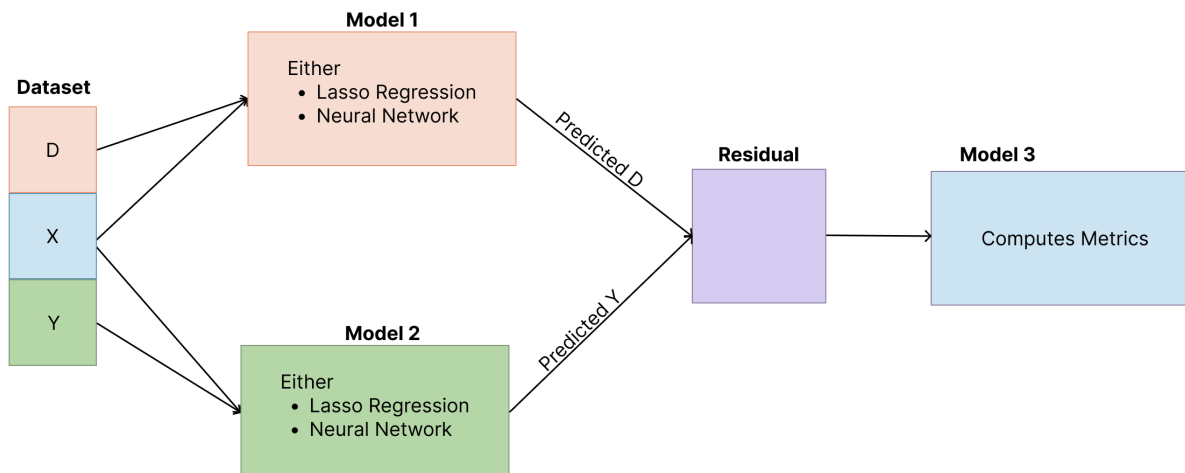 Dataset
D
X
Y
Model 1
Either
• Lasso Regression
• Neural Network
Model 2
Either
• Lasso Regression
• Neural Network
Predicted D
Predicted Y
Residual
Model 3
Computes Metrics